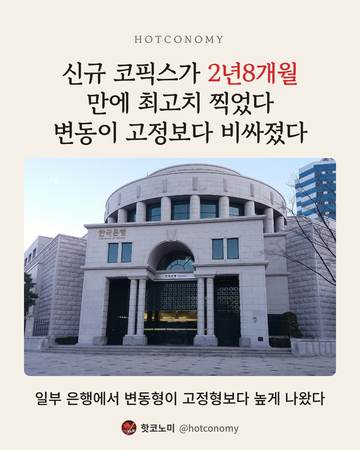 HOTCONOMY
신규 코픽스가 2년8개월
만에 최고치 찍었다
변동이 고정보다 비싸졌다
한국은행
일부 은행에서 변동형이 고정형보다 높게 나왔다
핫코노미 @hotconomy